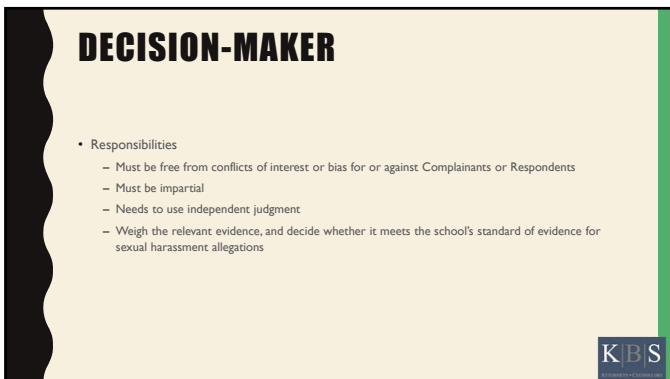 DECISION-MAKER
• Responsibilities
– Must be free from conflicts of interest or bias for or against Complainants or Respondents
– Must be impartial
– Needs to use independent judgment
– Weigh the relevant evidence, and decide whether it meets the school's standard of evidence for
sexual harassment allegations
K|B|S
ATTORNEYS • COUNSELORS